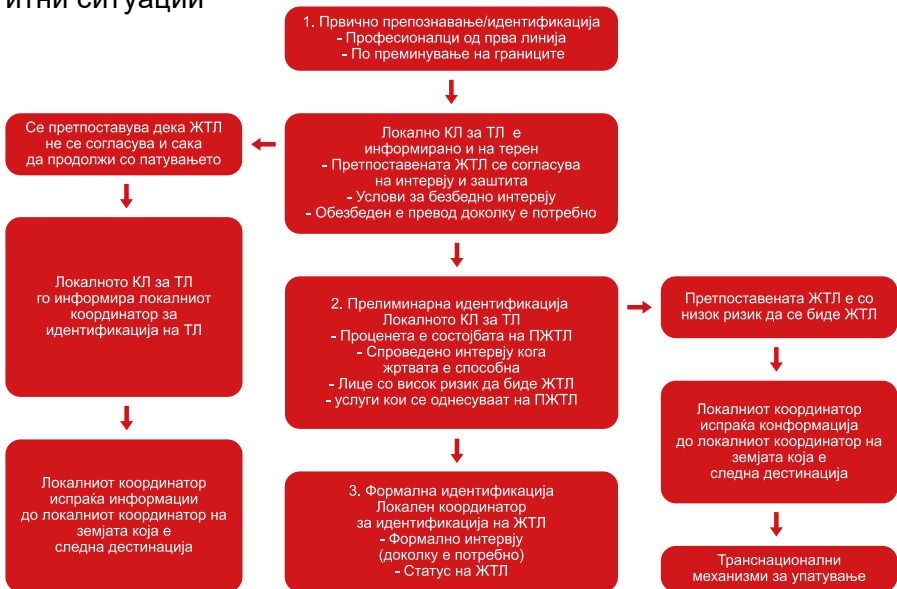 итни ситуации
1. Првично препознавање/идентификација
- Професионалци од прва линија
- По преминување на границите
Се претпоставува дека ЖТЛ
не се согласува и сака
да продолжи со патувањето
Локално КЛ за ТЛ е
информирано и на терен
- Претпоставената ЖТЛ се согласува
на интервју и заштита
- Услови за безбедно интервју
- Обезбеден е превод доколку е потребно
Локалното КЛ за ТЛ
го информира локалниот
координатор за
идентификација на ТЛ
2. Прелиминарна идентификација
Локалното КЛ за ТЛ
- Проценета е состојбата на ПЖТЛ
- Спроведено интервју кога
жртвата е способна
- Лице со висок ризик да биде ЖТЛ
- услуги кои се однесуваат на ПЖТЛ
Претпоставената ЖТЛ е со
низок ризик да се биде ЖТЛ
Локалниот координатор
испраќа конформација
до локалниот координатор на
земјата која е
следна дестинација
Локалниот координатор
испраќа информации
до локалниот координатор на
земјата која е
следна дестинација
3. Формална идентификација
Локален координатор
за идентификација на ЖТЛ
- Формално интервју
(доколку е потребно)
- Статус на ЖТЛ
Транснационални
механизми за упатување